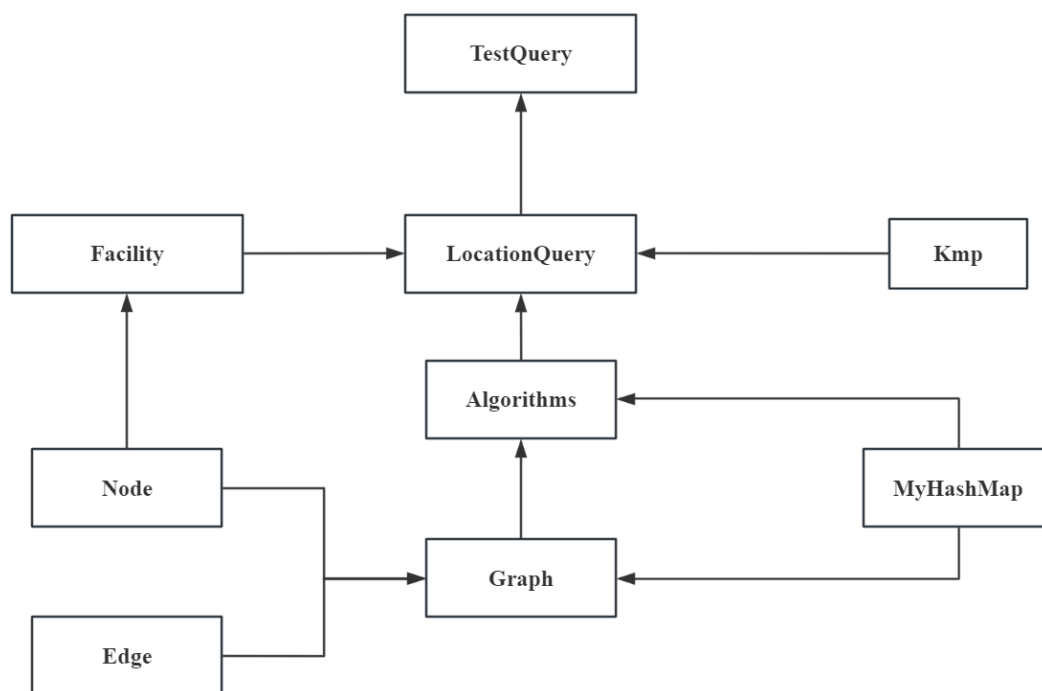 TestQuery
Facility
LocationQuery
Kmp
Algorithms
Node
MyHashMap
Graph
Edge